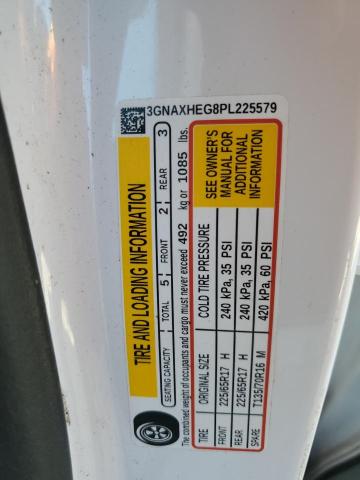 3GNAXHEG8PL225579
TIRE AND LOADING INFORMATION
SEATING CAPACITY TOTAL 5 FRONT 2 REAR 3
The combined weight of occupants and cargo must never exceed 492 kg or 1085 lbs.
TIRE ORIGINAL SIZE COLD TIRE PRESSURE
FRONT 225/65R17 H 240 kPa, 35 PSI
REAR 225/65R17 H 240 kPa, 35 PSI
SPARE T135/70R16 M 420 kPa, 60 PSI
SEE OWNER'S
MANUAL FOR
ADDITIONAL
INFORMATION